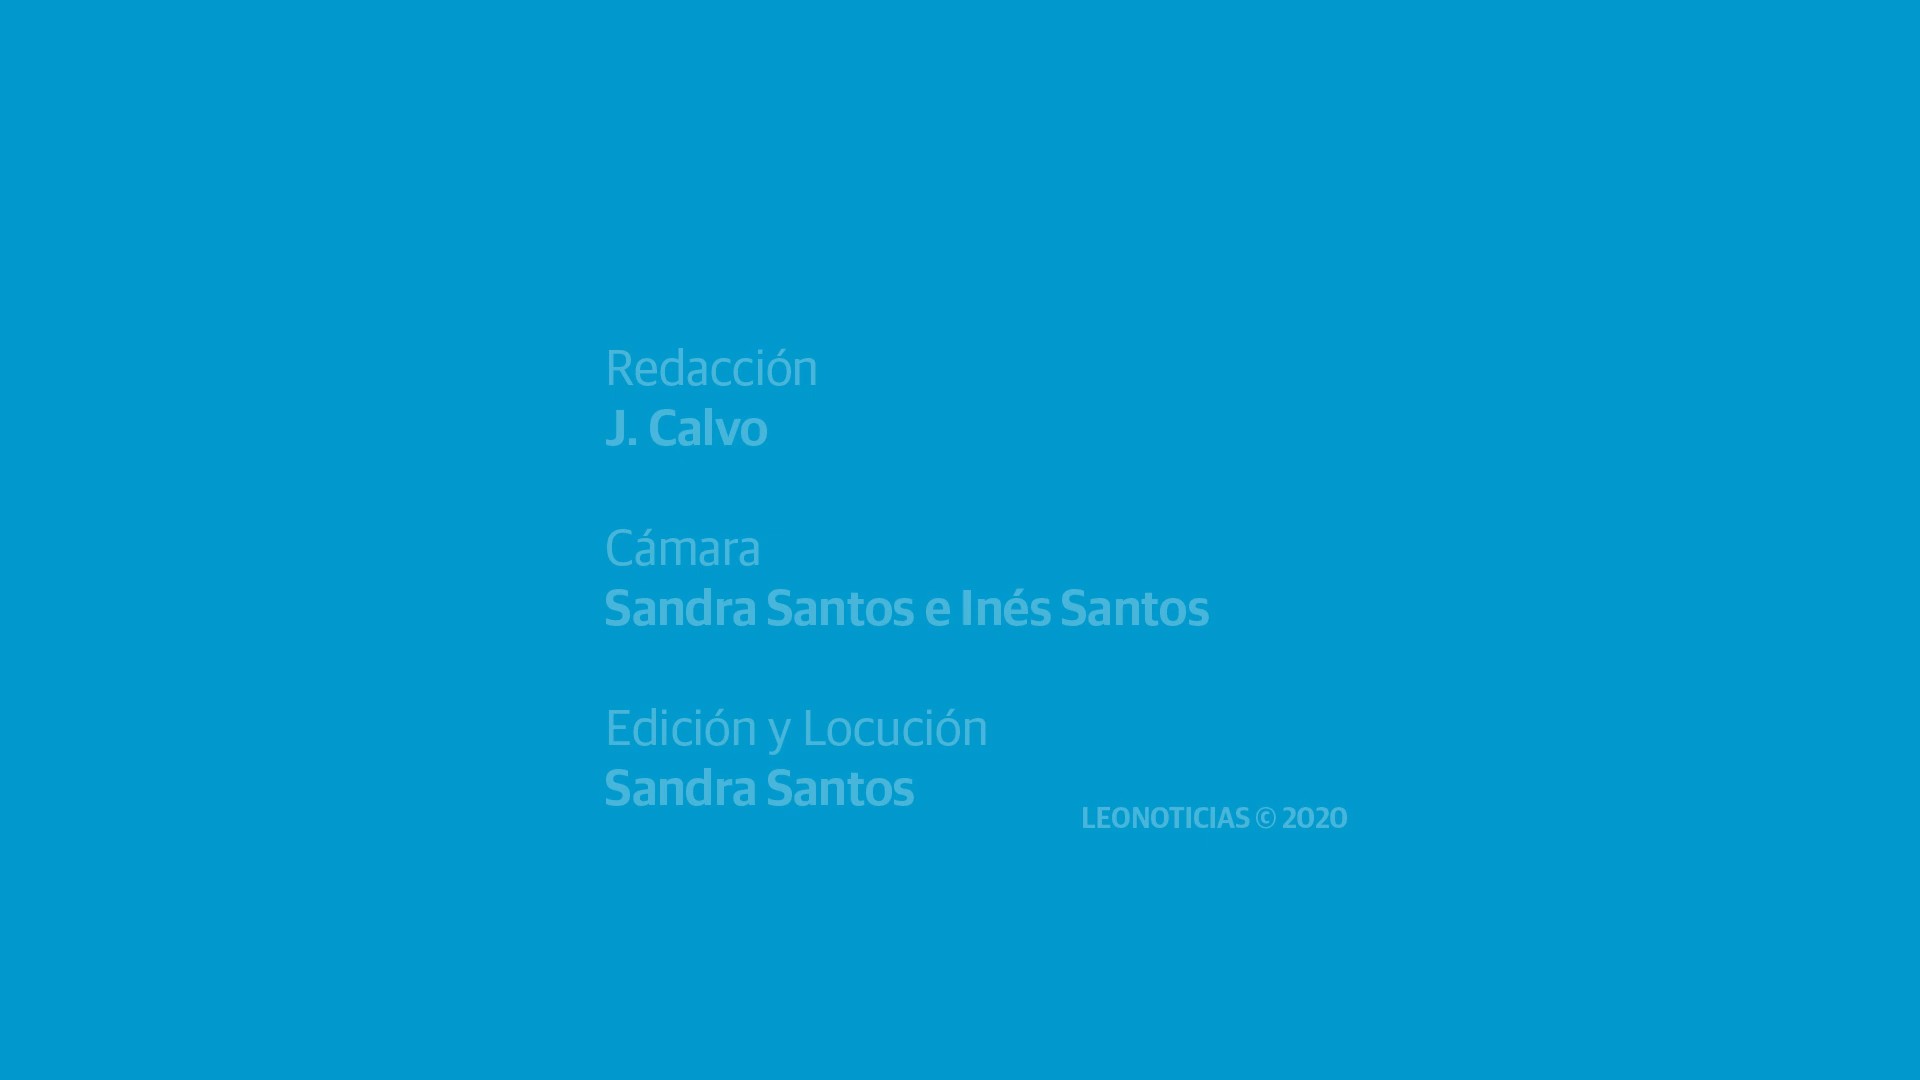 Redacción
J. Calvo
Cámara
Sandra Santos e Inés Santos
Edición y Locución
Sandra Santos
LEONOTICIAS © 2020